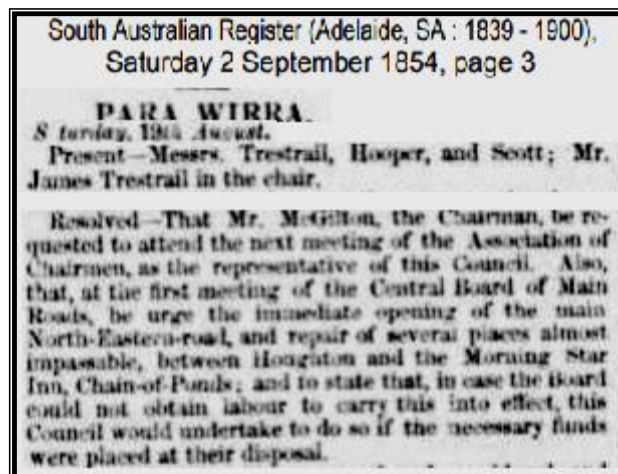 South Australian Register (Adelaide, SA : 1839 - 1900),
Saturday 2 September 1854, page 3
PARA WIRRA.
S turday, 19th August.
Present—Messrs. Trestrail, Hooper, and Scott; Mr.
James Trestrail in the chair.
Resolved—That Mr. McGilton, the Chairman, be re-
quested to attend the next meeting of the Association of
Chairmen, as the representative of this Council. Also,
that, at the first meeting of the Central Board of Main
Roads, be urge the immediate opening of the main
North-Eastern-road, and repair of several places almost
impassable, between Houghton and the Morning Star
Inn, Chain-of-Ponds; and to state that, in case the Board
could not obtain labour to carry this into effect, this
Council would undertake to do so if the necessary funds
were placed at their disposal.